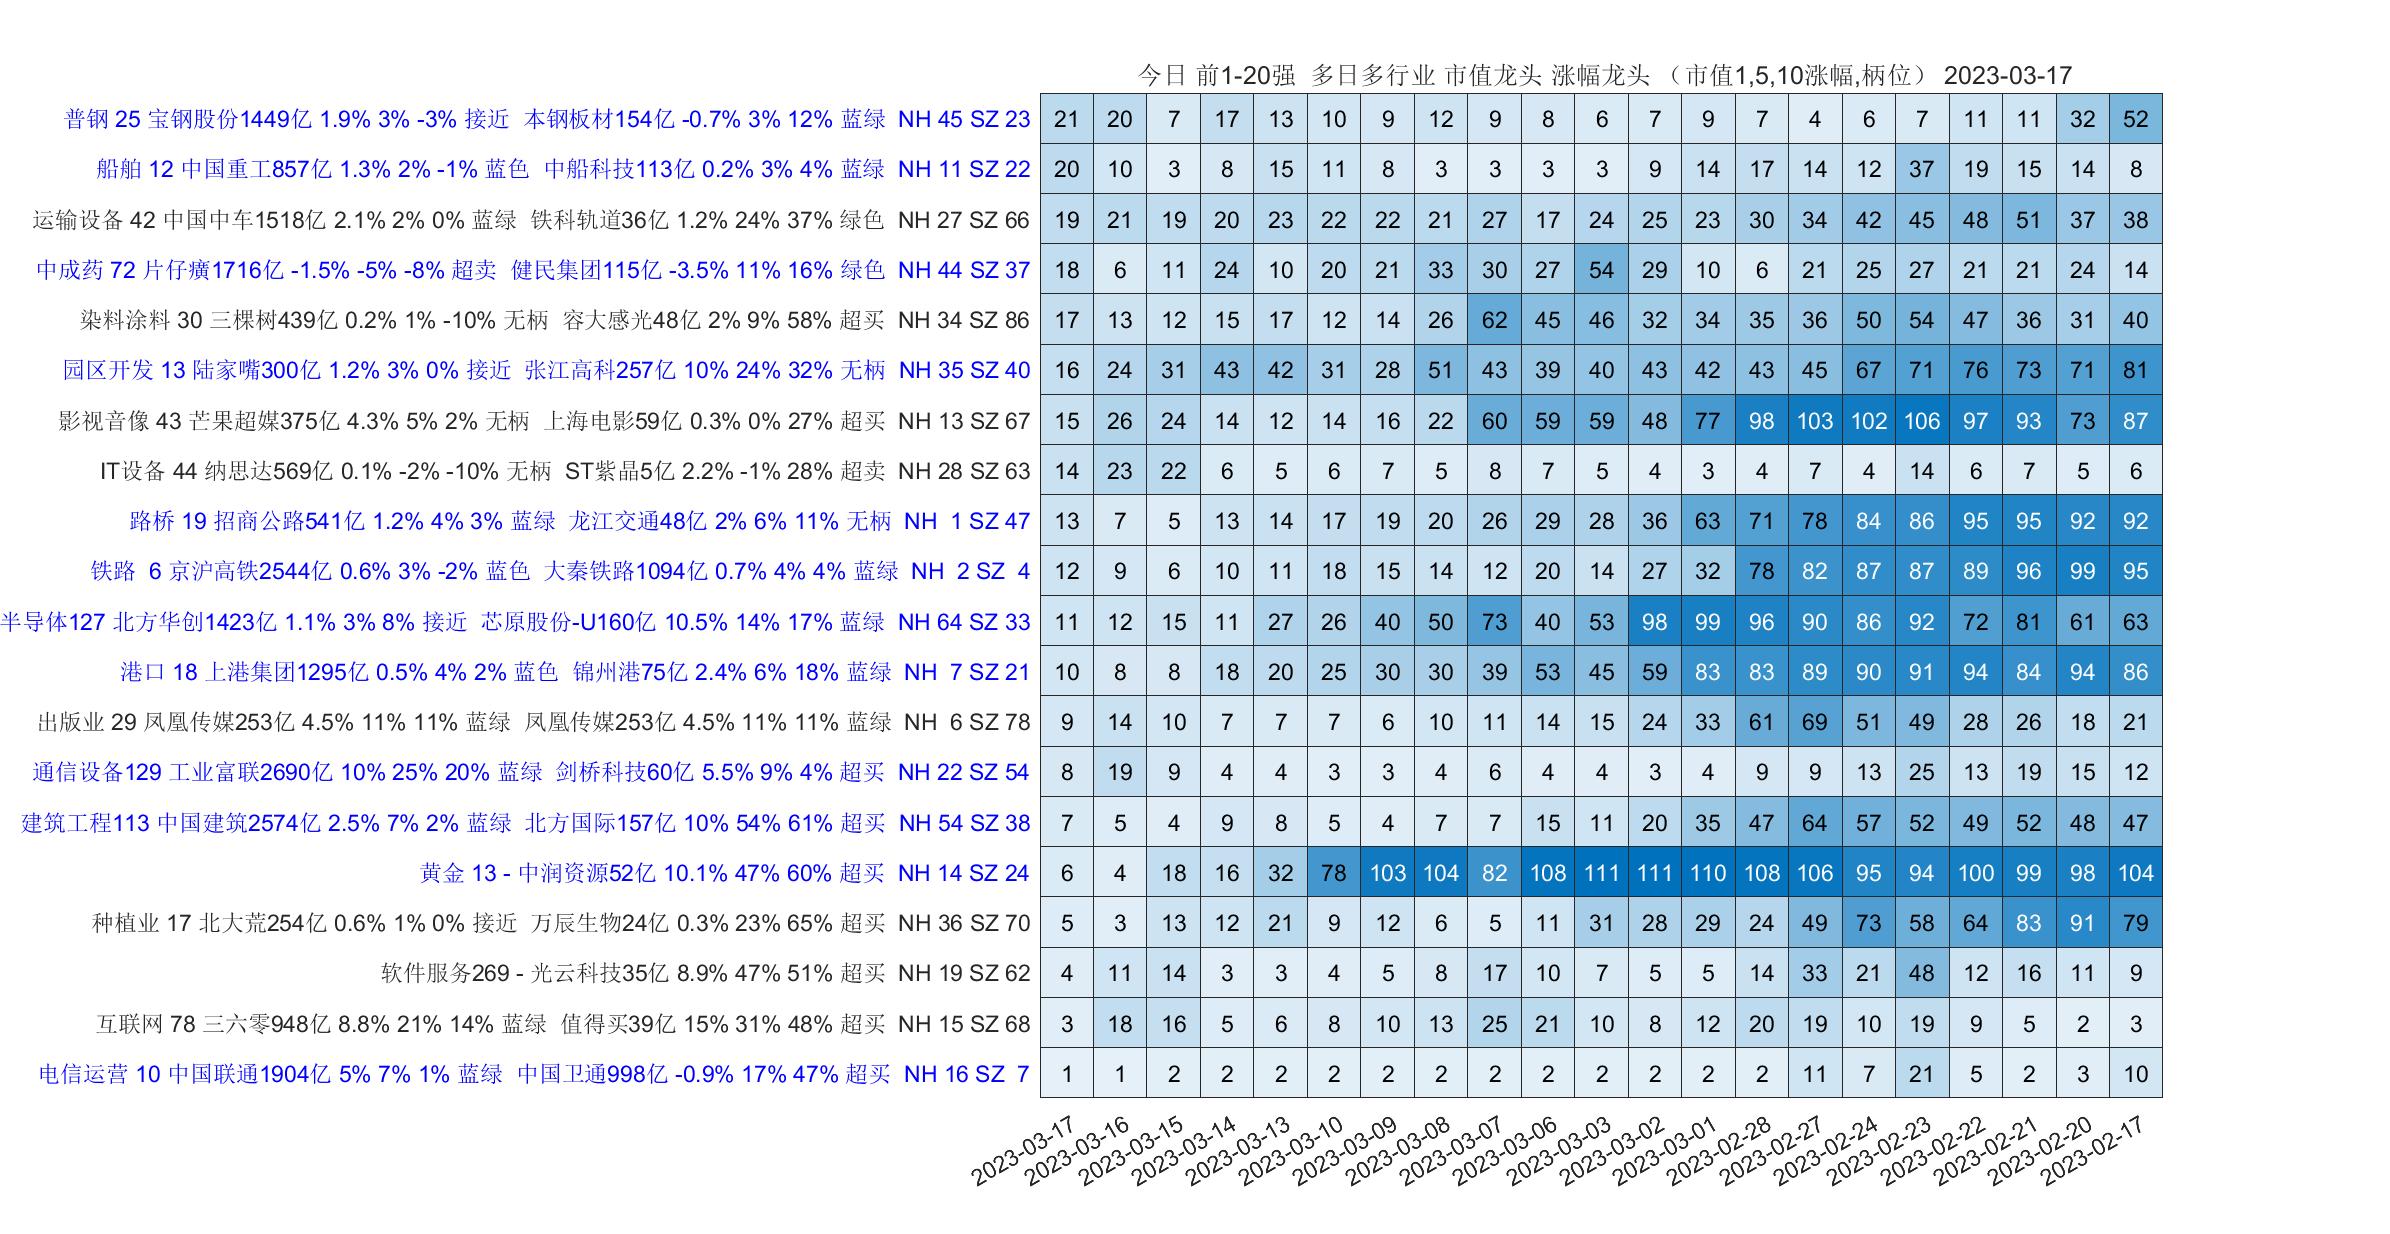 今日 前1-20强 多日多行业 市值龙头 涨幅龙头 （市值1,5,10涨幅,柄位） 2023-03-17
普钢 25 宝钢股份1449亿 1.9% 3% -3% 接近 本钢板材154亿 -0.7% 3% 12% 蓝绿 NH 45 SZ 23 21 20 7 17 13 10 9 12 9 8 6 7 9 7 4 6 7 11 11 32 52
船舶 12 中国重工857亿 1.3% 2% -1% 蓝色 中船科技113亿 0.2% 3% 4% 蓝绿 NH 11 SZ 22 20 10 3 8 15 11 8 3 3 3 3 9 14 17 14 12 37 19 15 14 8
运输设备 42 中国中车1518亿 2.1% 2% 0% 蓝绿 铁科轨道36亿 1.2% 24% 37% 绿色 NH 27 SZ 66 19 21 19 20 23 22 22 21 27 17 24 25 23 30 34 42 45 48 51 37 38
中成药 72 片仔癀1716亿 -1.5% -5% -8% 超卖 健民集团115亿 -3.5% 11% 16% 绿色 NH 44 SZ 37 18 6 11 24 10 20 21 33 30 27 54 29 10 6 21 25 27 21 21 24 14
染料涂料 30 三棵树439亿 0.2% 1% -10% 无柄 容大感光48亿 2% 9% 58% 超买 NH 34 SZ 86 17 13 12 15 17 12 14 26 62 45 46 32 34 35 36 50 54 47 36 31 40
园区开发 13 陆家嘴300亿 1.2% 3% 0% 接近 张江高科257亿 10% 24% 32% 无柄 NH 35 SZ 40 16 24 31 43 42 31 28 51 43 39 40 43 42 43 45 67 71 76 73 71 81
影视音像 43 芒果超媒375亿 4.3% 5% 2% 无柄 上海电影59亿 0.3% 0% 27% 超买 NH 13 SZ 67 15 26 24 14 12 14 16 22 60 59 59 48 77 98 103 102 106 97 93 73 87
IT设备 44 纳思达569亿 0.1% -2% -10% 无柄 ST紫晶5亿 2.2% -1% 28% 超卖 NH 28 SZ 63 14 23 22 6 5 6 7 5 8 7 5 4 3 4 7 4 14 6 7 5 6
路桥 19 招商公路541亿 1.2% 4% 3% 蓝绿 龙江交通48亿 2% 6% 11% 无柄 NH 1 SZ 47 13 7 5 13 14 17 19 20 26 29 28 36 63 71 78 84 86 95 95 92 92
铁路 6 京沪高铁2544亿 0.6% 3% -2% 蓝色 大秦铁路1094亿 0.7% 4% 4% 蓝绿 NH 2 SZ 4 12 9 6 10 11 18 15 14 12 20 14 27 32 78 82 87 87 89 96 99 95
半导体127 北方华创1423亿 1.1% 3% 8% 接近 芯原股份-U160亿 10.5% 14% 17% 蓝绿 NH 64 SZ 33 11 12 15 11 27 26 40 50 73 40 53 98 99 96 90 86 92 72 81 61 63
港口 18 上港集团1295亿 0.5% 4% 2% 蓝色 锦州港75亿 2.4% 6% 18% 蓝绿 NH 7 SZ 21 10 8 8 18 20 25 30 30 39 53 45 59 83 83 89 90 91 94 84 94 86
出版业 29 凤凰传媒253亿 4.5% 11% 11% 蓝绿 凤凰传媒253亿 4.5% 11% 11% 蓝绿 NH 6 SZ 78 9 14 10 7 7 7 6 10 11 14 15 24 33 61 69 51 49 28 26 18 21
通信设备129 工业富联2690亿 10% 25% 20% 蓝绿 剑桥科技60亿 5.5% 9% 4% 超买 NH 22 SZ 54 8 19 9 4 4 3 3 4 6 4 4 3 4 9 9 13 25 13 19 15 12
建筑工程113 中国建筑2574亿 2.5% 7% 2% 蓝绿 北方国际157亿 10% 54% 61% 超买 NH 54 SZ 38 7 5 4 9 8 5 4 7 7 15 11 20 35 47 64 57 52 49 52 48 47
黄金 13 - 中润资源52亿 10.1% 47% 60% 超买 NH 14 SZ 24 6 4 18 16 32 78 103 104 82 108 111 111 110 108 106 95 94 100 99 98 104
种植业 17 北大荒254亿 0.6% 1% 0% 接近 万辰生物24亿 0.3% 23% 65% 超买 NH 36 SZ 70 5 3 13 12 21 9 12 6 5 11 31 28 29 24 49 73 58 64 83 91 79
软件服务269 - 光云科技35亿 8.9% 47% 51% 超买 NH 19 SZ 62 4 11 14 3 3 4 5 8 17 10 7 5 5 14 33 21 48 12 16 11 9
互联网 78 三六零948亿 8.8% 21% 14% 蓝绿 值得买39亿 15% 31% 48% 超买 NH 15 SZ 68 3 18 16 5 6 8 10 13 25 21 10 8 12 20 19 10 19 9 5 2 3
电信运营 10 中国联通1904亿 5% 7% 1% 蓝绿 中国卫通998亿 -0.9% 17% 47% 超买 NH 16 SZ 7 1 1 2 2 2 2 2 2 2 2 2 2 2 2 11 7 21 5 2 3 10
2023-03-17 2023-03-16 2023-03-15 2023-03-14 2023-03-13 2023-03-10 2023-03-09 2023-03-08 2023-03-07 2023-03-06 2023-03-03 2023-03-02 2023-03-01 2023-02-28 2023-02-27 2023-02-24 2023-02-23 2023-02-22 2023-02-21 2023-02-20 2023-02-17